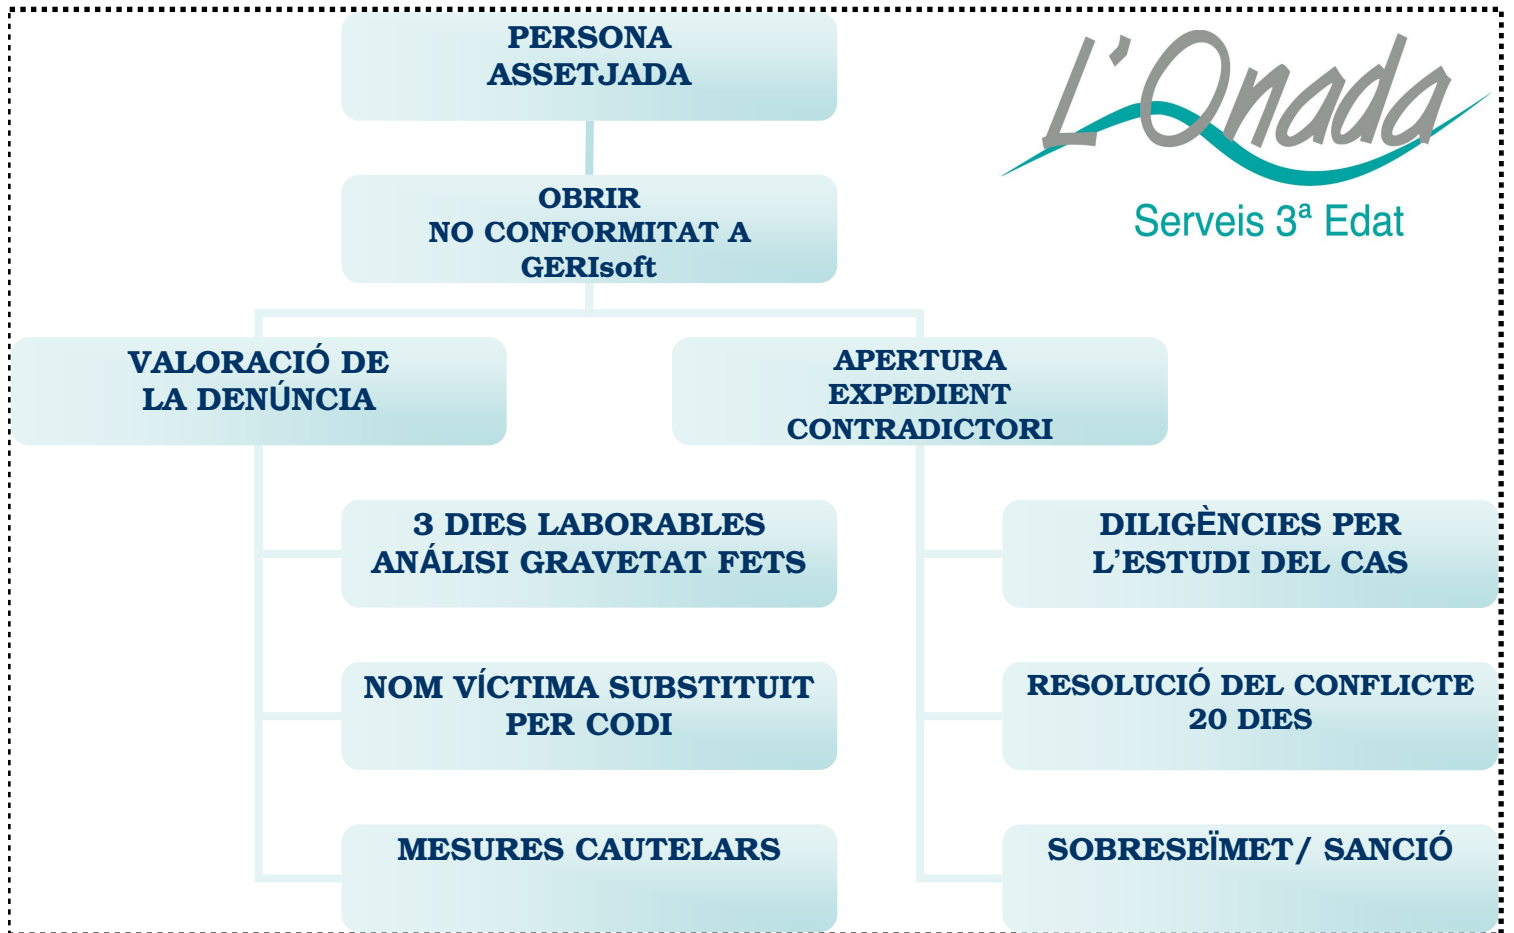 PERSONA
ASSETJADA
L'Onada
Serveis 3ª Edat
OBRIR
NO CONFORMITAT A
GERIsoft
VALORACIÓ DE
LA DENÚNCIA
APERTURA
EXPEDIENT
CONTRADICTORI
3 DIES LABORABLES
ANÁLISI GRAVETAT FETS
NOM VÍCTIMA SUBSTITUIT
PER CODI
MESURES CAUTELARS
DILIGÈNCIES PER
L’ESTUDI DEL CAS
RESOLUCIÓ DEL CONFLICTE
20 DIES
SOBRESEÏMET/ SANCIÓ